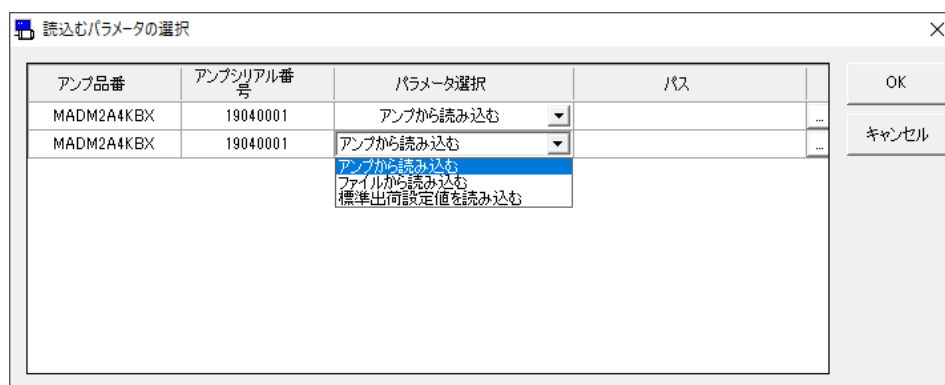 読込むパラメータの選択
アンプ品番 アンプシリアル番号 パラメータ選択 パス OK
MADM2A4KBX 19040001 アンプから読み込む ...
キャンセル
MADM2A4KBX 19040001 アンプから読み込む ...
アンプから読み込む
ファイルから読み込む
標準出荷設定値を読み込む